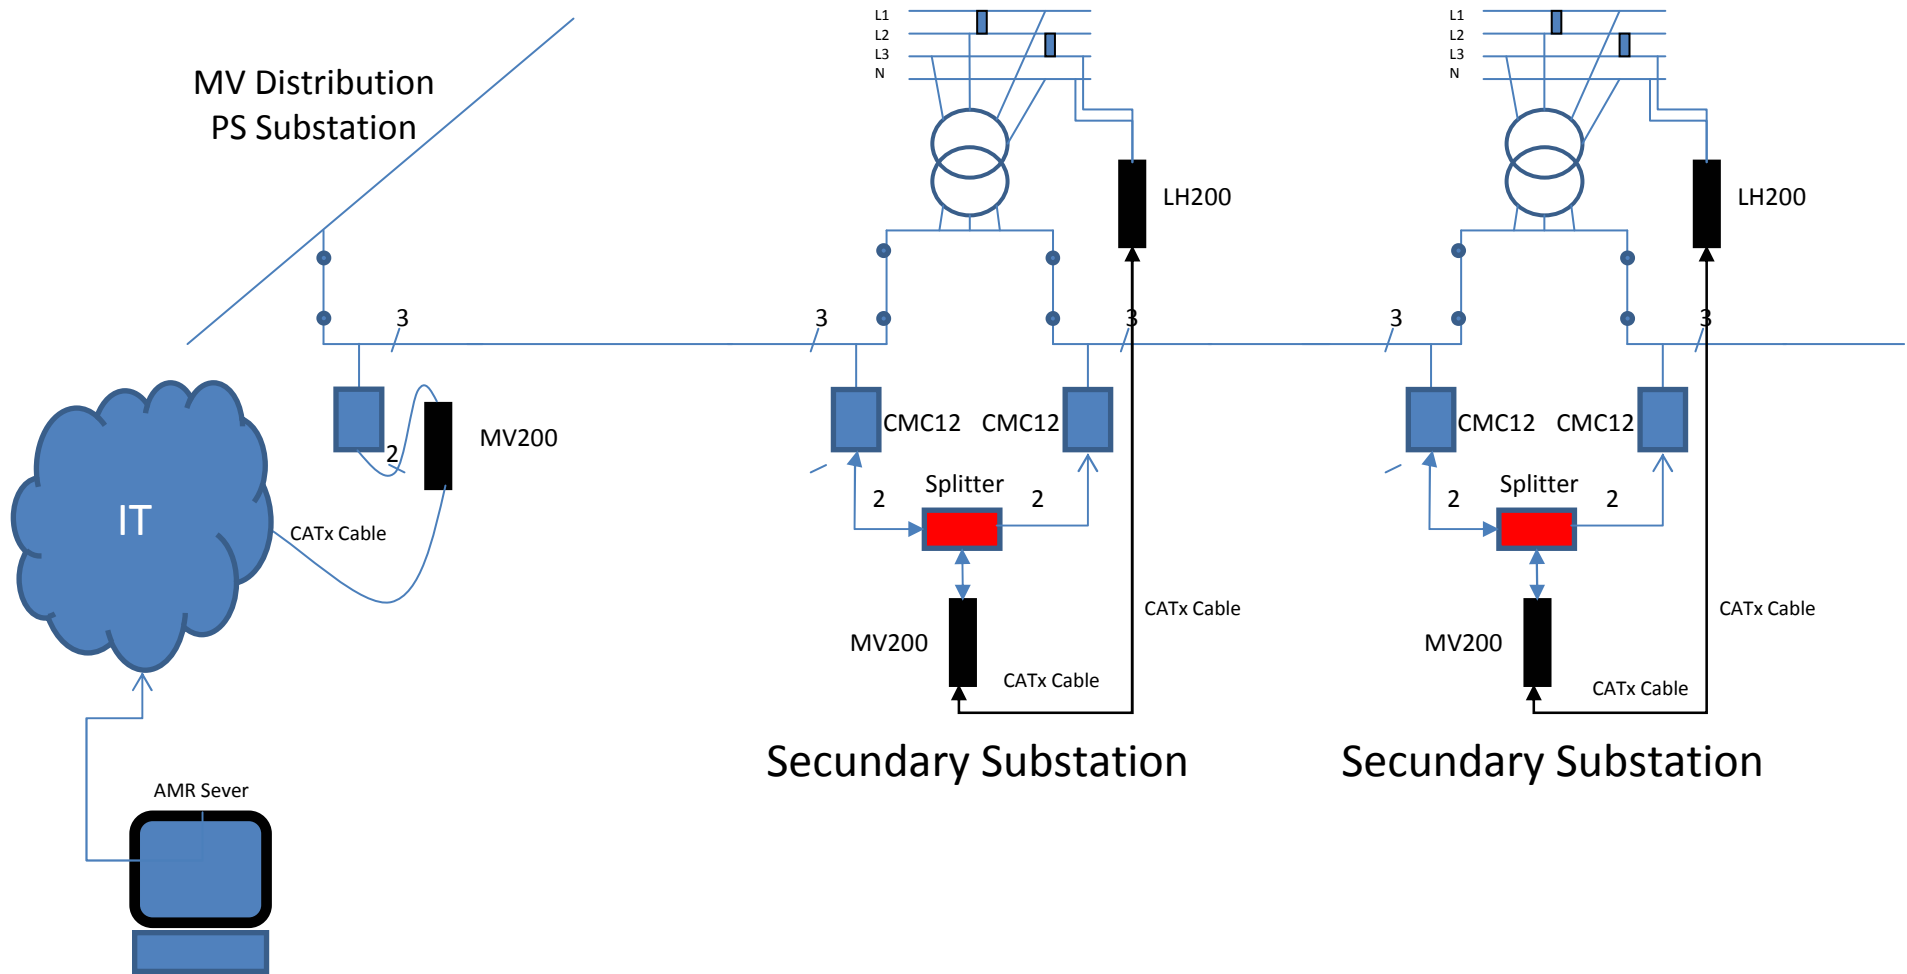 L1
L2
L3
N
L1
L2
L3
N
MV Distribution
PS Substation
LH200
LH200
3
3
3
3
3
CMC12
CMC12
CMC12
CMC12
MV200
2
Splitter
Splitter
2
2
2
2
IT
CATx Cable
CATx Cable
CATx Cable
MV200
MV200
CATx Cable
CATx Cable
Secundary Substation
Secundary Substation
AMR Sever